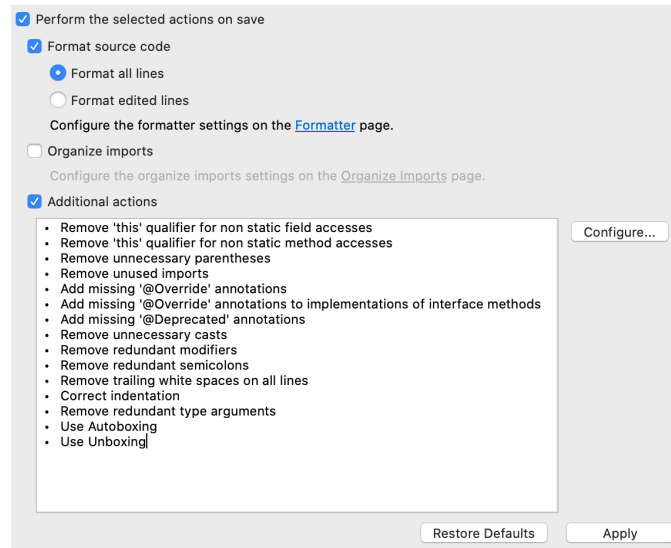 Perform the selected actions on save
Format source code
Format all lines
Format edited lines
Configure the formatter settings on the Formatter page.
Organize imports
Configure the organize imports settings on the Organize Imports page.
Additional actions
• Remove 'this' qualifier for non static field accesses
• Remove 'this' qualifier for non static method accesses
• Remove unnecessary parentheses
• Remove unused imports
• Add missing '@Override' annotations
• Add missing '@Override' annotations to implementations of interface methods
• Add missing '@Deprecated' annotations
• Remove unnecessary casts
• Remove redundant modifiers
• Remove redundant semicolons
• Remove trailing white spaces on all lines
• Correct indentation
• Remove redundant type arguments
• Use Autoboxing
• Use Unboxing
Configure...
Restore Defaults
Apply